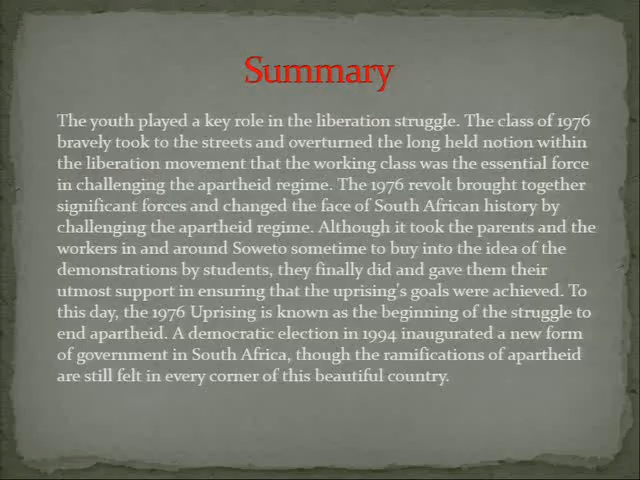 Summary
The youth played a key role in the liberation struggle. The class of 1976
bravely took to the streets and overturned the long held notion within
the liberation movement that the working class was the essential force
in challenging the apartheid regime. The 1976 revolt brought together
significant forces and changed the face of South African history by
challenging the apartheid regime. Although it took the parents and the
workers in and around Soweto sometime to buy into the idea of the
demonstrations by students, they finally did and gave them their
utmost support in ensuring that the uprising's goals were achieved. To
this day, the 1976 Uprising is known as the beginning of the struggle to
end apartheid. A democratic election in 1994 inaugurated a new form
of government in South Africa, though the ramifications of apartheid
are still felt in every corner of this beautiful country.